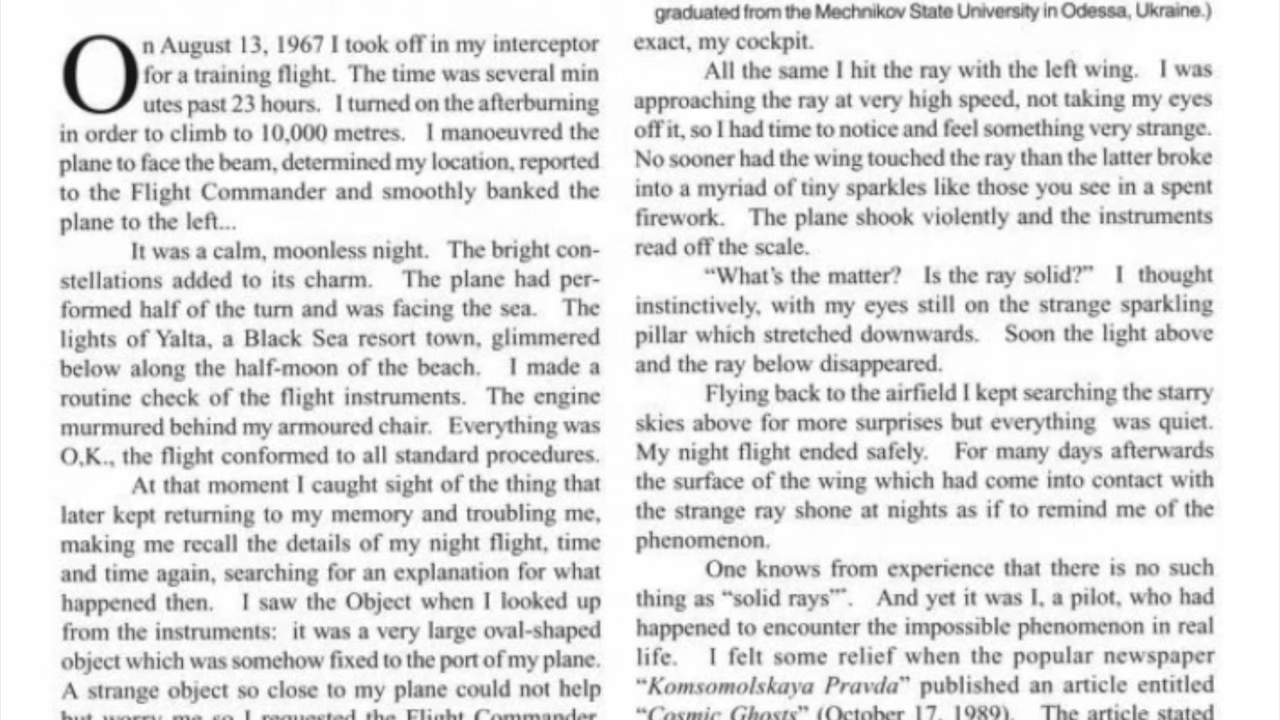 On August 13, 1967 I took off in my interceptor
for a training flight. The time was several min
utes past 23 hours. I turned on the afterburning
in order to climb to 10,000 metres. I manoeuvred the
plane to face the beam, determined my location, reported
to the Flight Commander and smoothly banked the
plane to the left...
It was a calm, moonless night. The bright con-
stellations added to its charm. The plane had per-
formed half of the turn and was facing the sea. The
lights of Yalta, a Black Sea resort town, glimmered
below along the half-moon of the beach. I made a
routine check of the flight instruments. The engine
murmured behind my armoured chair. Everything was
O.K., the flight conformed to all standard procedures.
At that moment I caught sight of the thing that
later kept returning to my memory and troubling me,
making me recall the details of my night flight, time
and time again, searching for an explanation for what
happened then. I saw the Object when I looked up
from the instruments: it was a very large oval-shaped
object which was somehow fixed to the port of my plane.
A strange object so close to my plane could not help
but worry me so I requested the Flight Commander,
graduated from the Mechnikov State University in Odessa, Ukraine.)
exact, my cockpit.
All the same I hit the ray with the left wing. I was
approaching the ray at very high speed, not taking my eyes
off it, so I had time to notice and feel something very strange.
No sooner had the wing touched the ray than the latter broke
into a myriad of tiny sparkles like those you see in a spent
firework. The plane shook violently and the instruments
read off the scale.
“What’s the matter? Is the ray solid?” I thought
instinctively, with my eyes still on the strange sparkling
pillar which stretched downwards. Soon the light above
and the ray below disappeared.
Flying back to the airfield I kept searching the starry
skies above for more surprises but everything was quiet.
My night flight ended safely. For many days afterwards
the surface of the wing which had come into contact with
the strange ray shone at nights as if to remind me of the
phenomenon.
One knows from experience that there is no such
thing as “solid rays”". And yet it was I, a pilot, who had
happened to encounter the impossible phenomenon in real
life. I felt some relief when the popular newspaper
“Komsomolskaya Pravda” published an article entitled
“Cosmic Ghosts” (October 17, 1989). The article stated